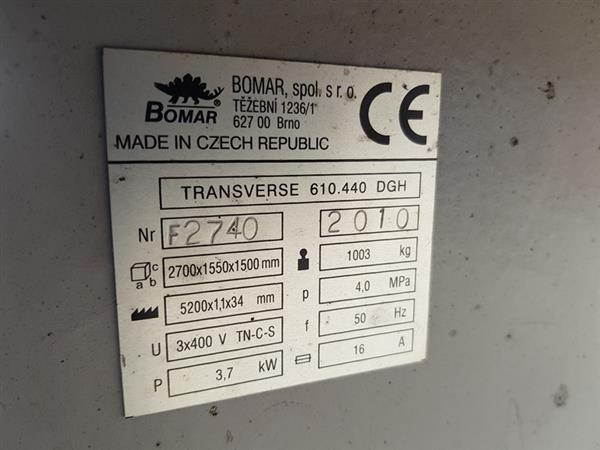 BOMAR®
BOMAR, spol. s r. o.
TĚŽEBNÍ 1236/1
627 00 Brno
CE
MADE IN CZECH REPUBLIC
TRANSVERSE 610.440 DGH
Nr F2740 2010
a b c 2700x1550x1500 mm 1003 kg
5200x1,1x34 mm p 4,0 MPa
U 3x400 V TN-C-S f 50 Hz
P 3,7 kW 16 A